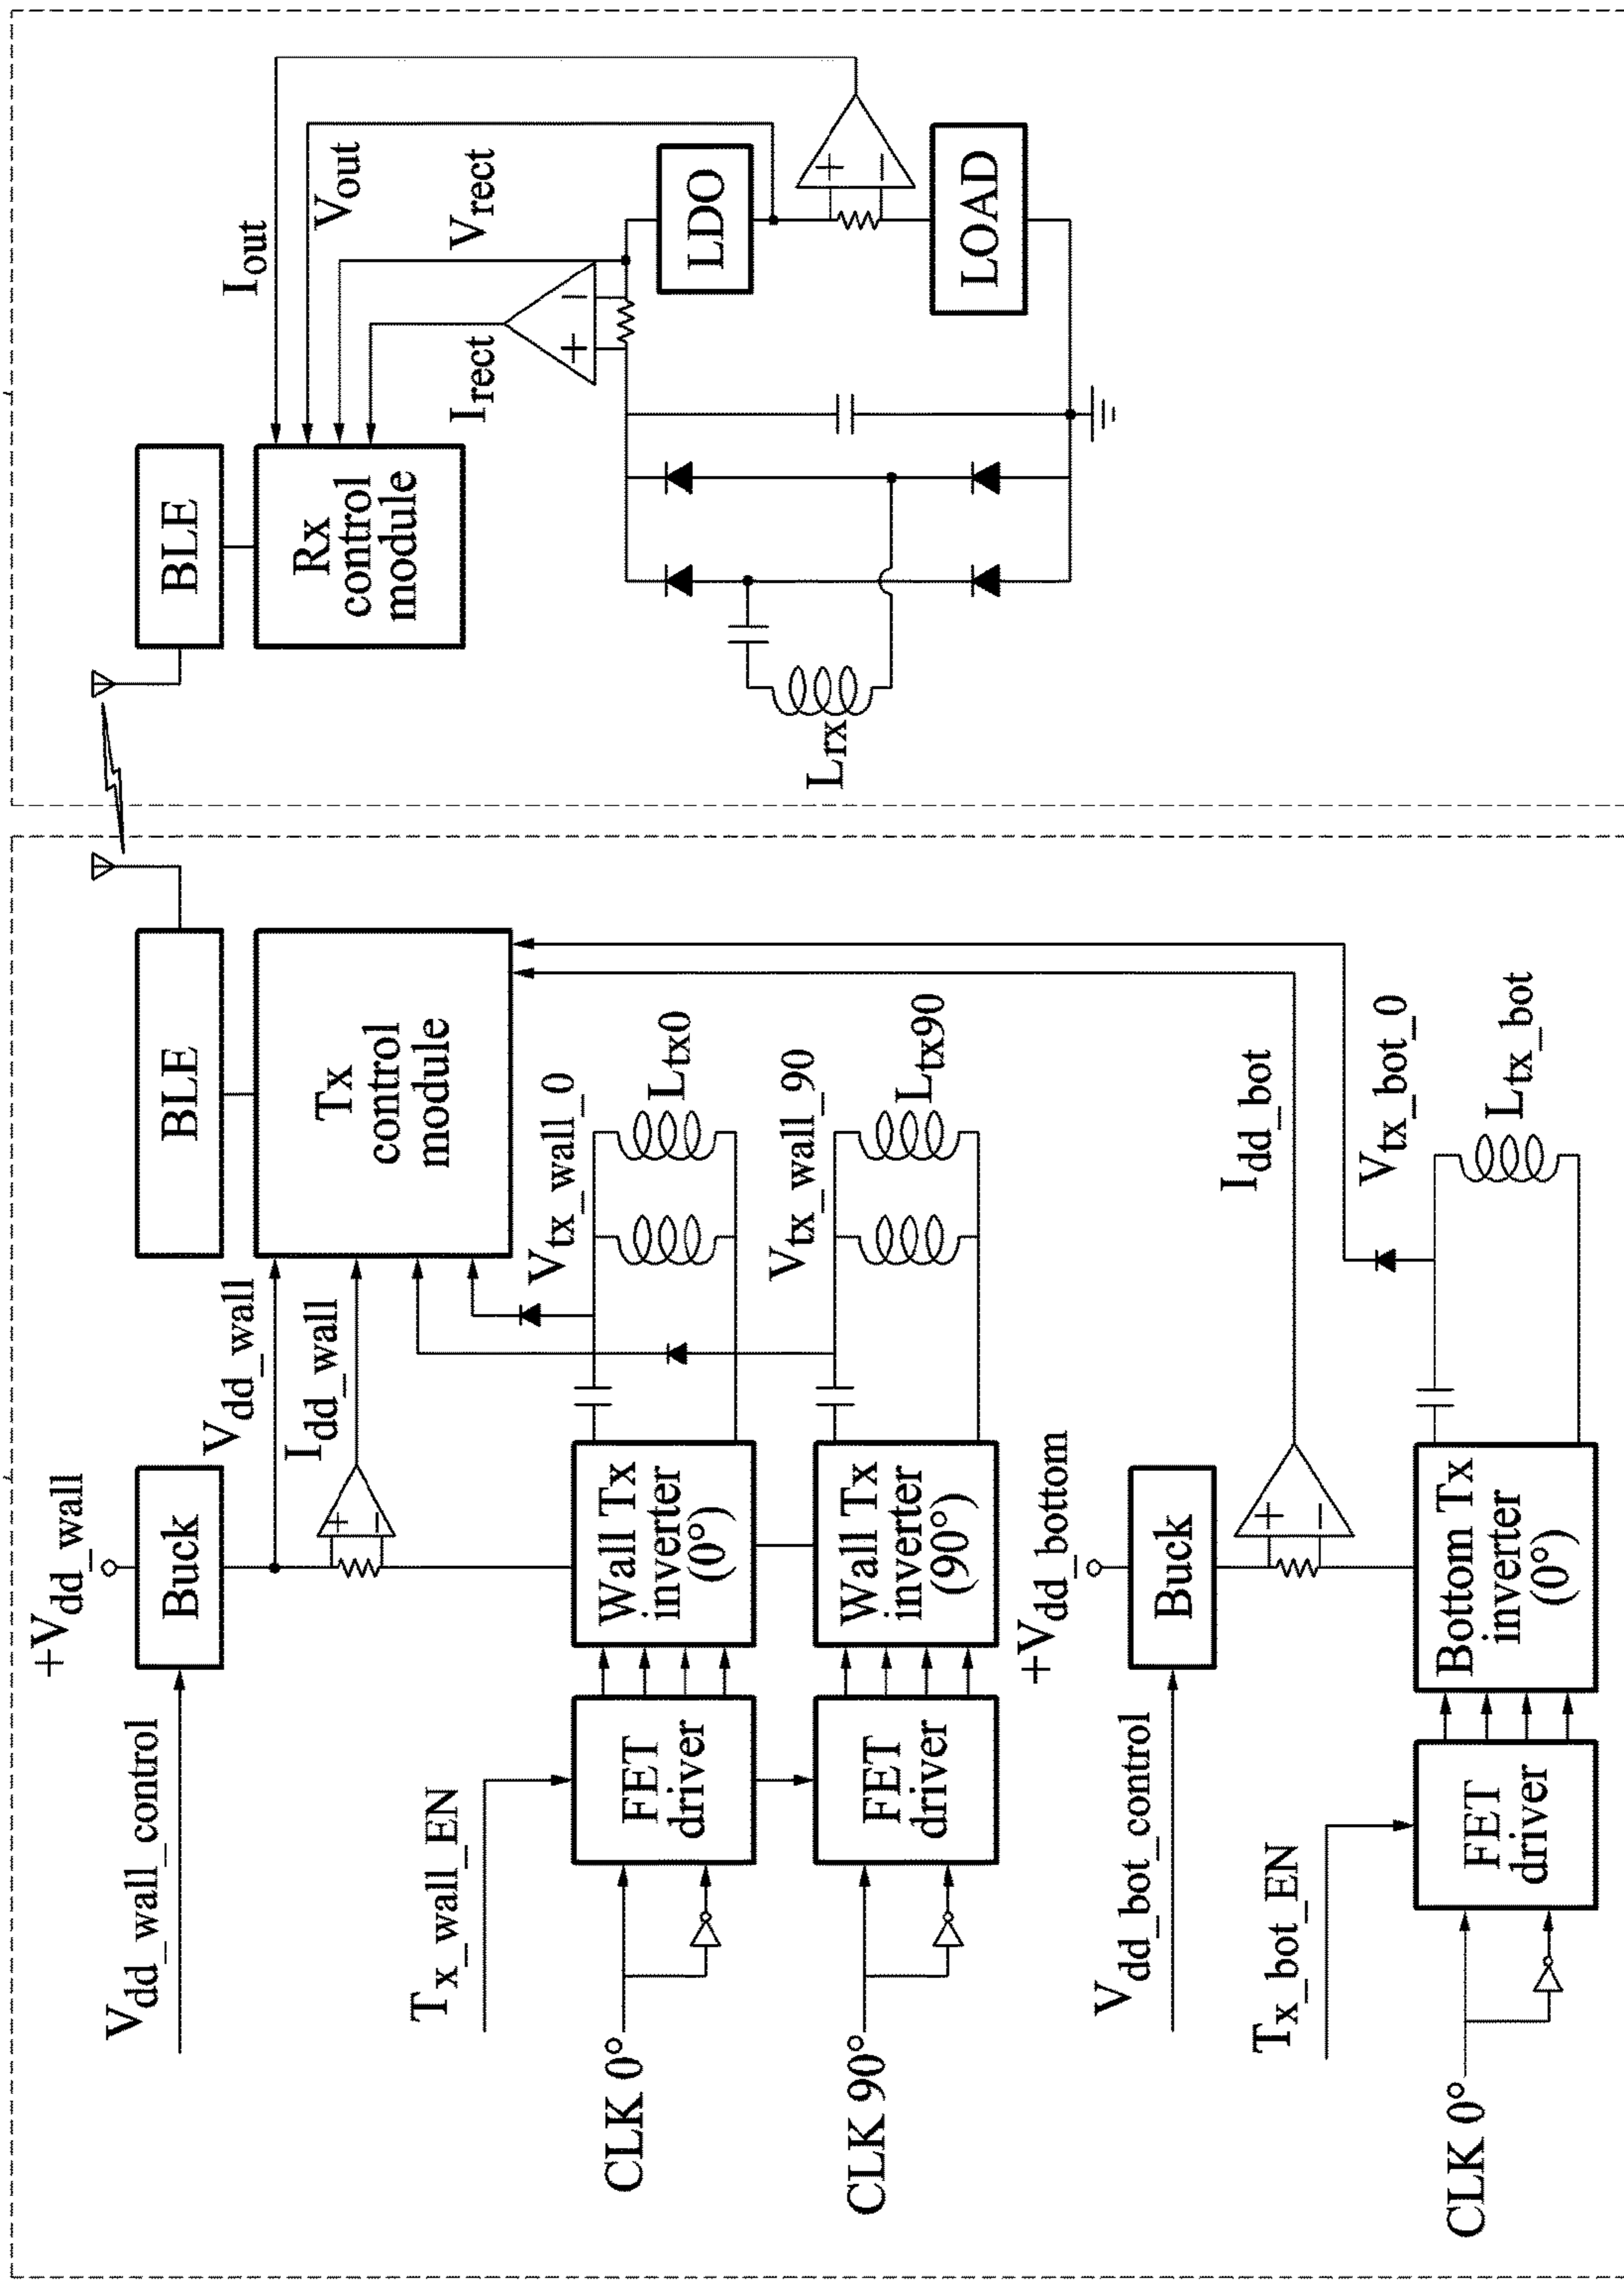 +Vdd_wall
Vdd_wall_control
Buck
Vdd_wall
Idd_wall
BLE
Tx
control
module
Tx_wall_EN
CLK 0°
FET
driver
Wall Tx
inverter
(0°)
Vtx_wall_0
Ltx0
CLK 90°
FET
driver
Wall Tx
inverter
(90°)
Vtx_wall_90
Ltx90
+Vdd_bottom
Vdd_bot_control
Buck
Idd_bot
Tx_bot_EN
CLK 0°
FET
driver
Bottom Tx
inverter
(0°)
Vtx_bot_0
Ltx_bot
BLE
Rx
control
module
Iout
Vout
Vrect
Irect
Lrx
LDO
LOAD